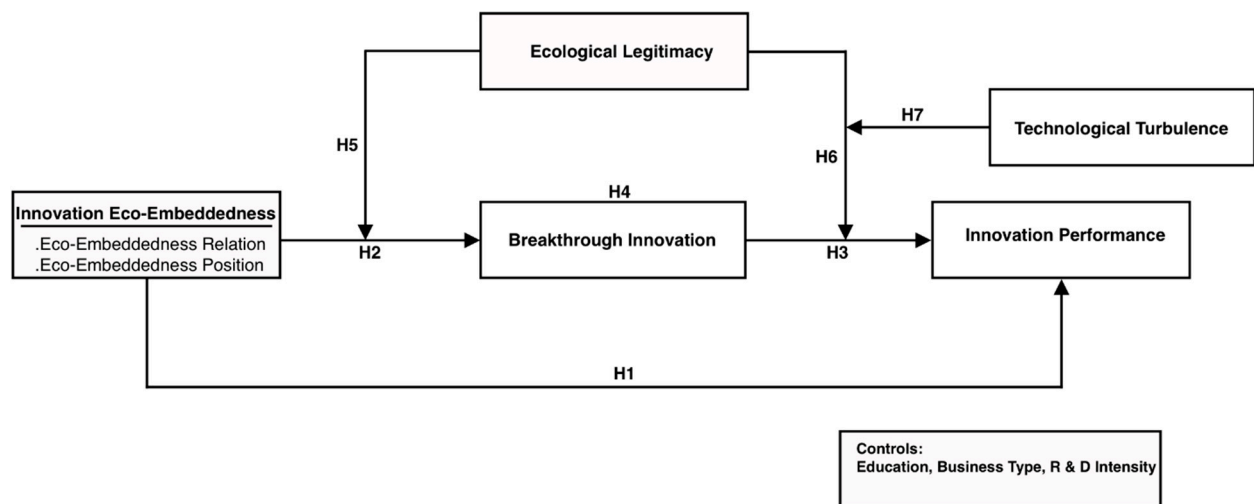 Ecological Legitimacy
H7
Technological Turbulence
H5
H6
H4
Innovation Eco-Embeddedness
.Eco-Embeddedness Relation
.Eco-Embeddedness Position
H2
Breakthrough Innovation
H3
Innovation Performance
H1
Controls:
Education, Business Type, R & D Intensity